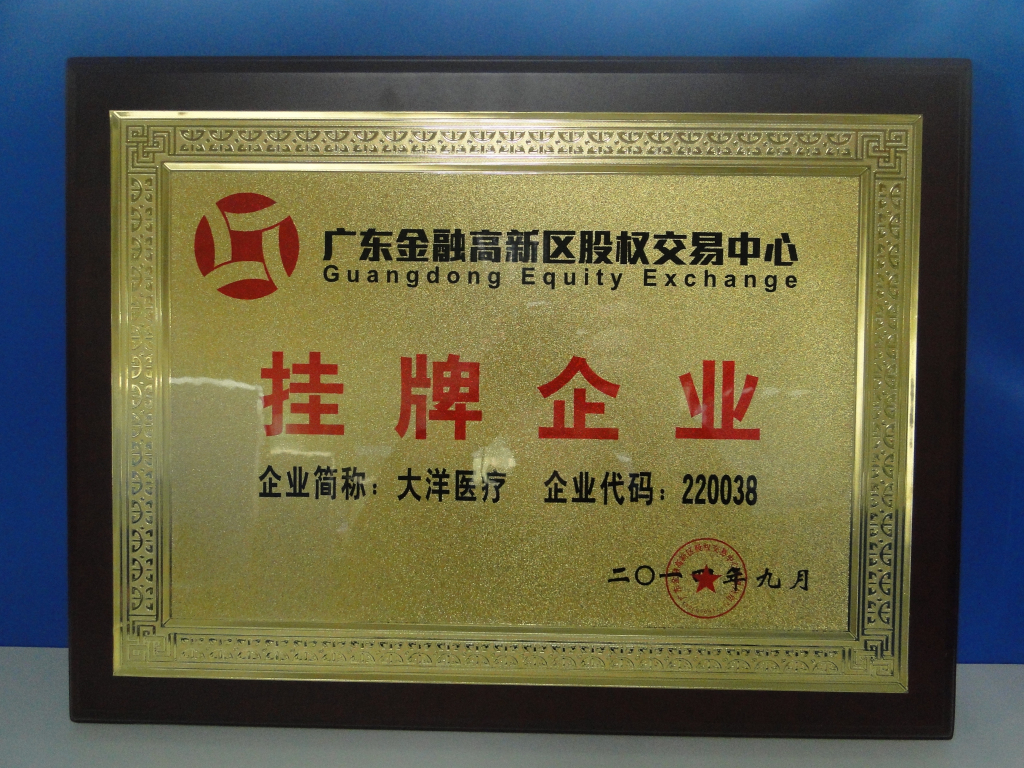 广东金融高新区股权交易中心
Guangdong Equity Exchange
挂牌企业
企业简称：大洋医疗 企业代码：220038
二〇一四年九月